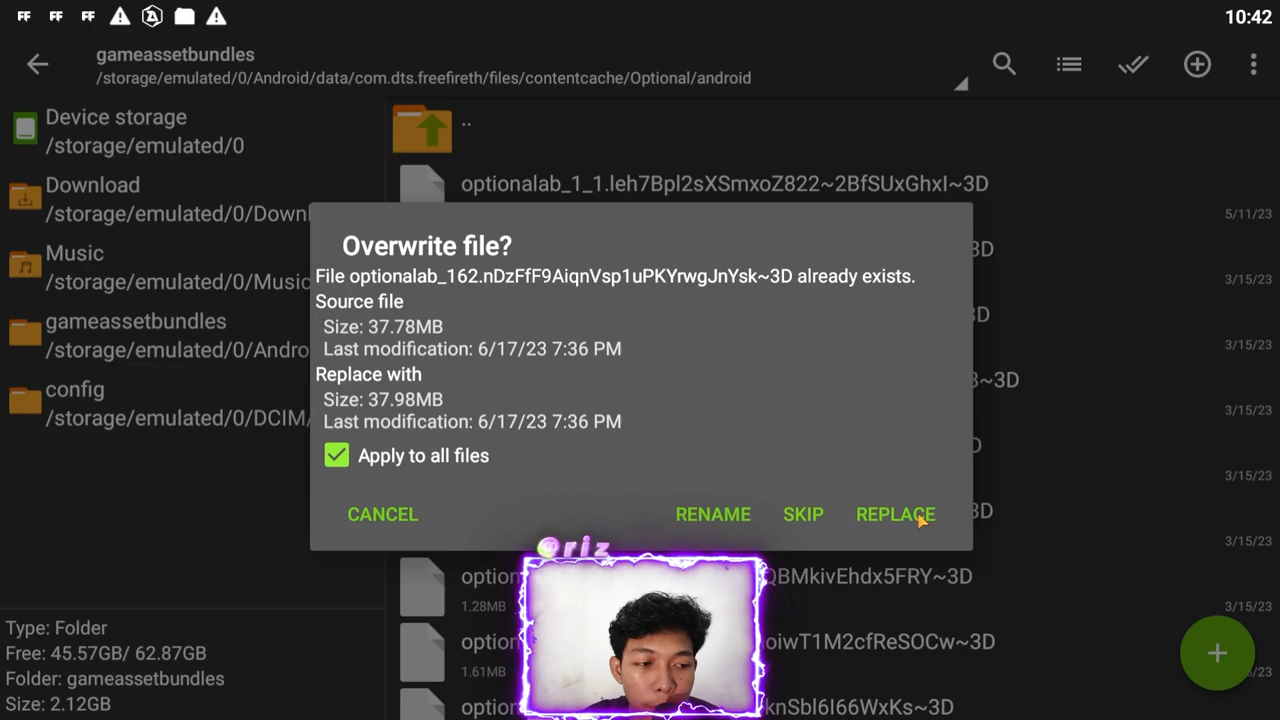 FF FF FF
10:42
gameassetbundles
/storage/emulated/0/Android/data/com.dts.freefireth/files/contentcache/Optional/android
Device storage
/storage/emulated/0
Download
/storage/emulated/0/Downl
Music
/storage/emulated/0/Music
gameassetbundles
/storage/emulated/0/Andro
config
/storage/emulated/0/DCIM/
Type: Folder
Free: 45.57GB/ 62.87GB
Folder: gameassetbundles
Size: 2.12GB
..
optionalab_1_1.leh7Bpl2sXSmxoZ822~2BfSUxGhxI~3D
5/11/23
3/15/23
3/15/23
~3D
3/15/23
3/15/23
3/15/23
option QBMkivEhdx5FRY~3D
1.28MB 3/15/23
option oiwT1M2cfReSOCw~3D
1.61MB
option knSbl6I66WxKs~3D
Overwrite file?
File optionalab_162.nDzFfF9AiqnVsp1uPKYrwgJnYsk~3D already exists.
Source file
Size: 37.78MB
Last modification: 6/17/23 7:36 PM
Replace with
Size: 37.98MB
Last modification: 6/17/23 7:36 PM
Apply to all files
CANCEL RENAME SKIP REPLACE
@riz